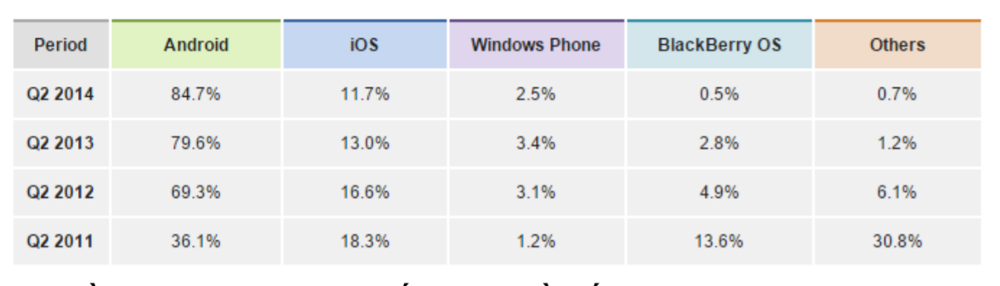 Period Android iOS Windows Phone BlackBerry OS Others
Q2 2014 84.7% 11.7% 2.5% 0.5% 0.7%
Q2 2013 79.6% 13.0% 3.4% 2.8% 1.2%
Q2 2012 69.3% 16.6% 3.1% 4.9% 6.1%
Q2 2011 36.1% 18.3% 1.2% 13.6% 30.8%